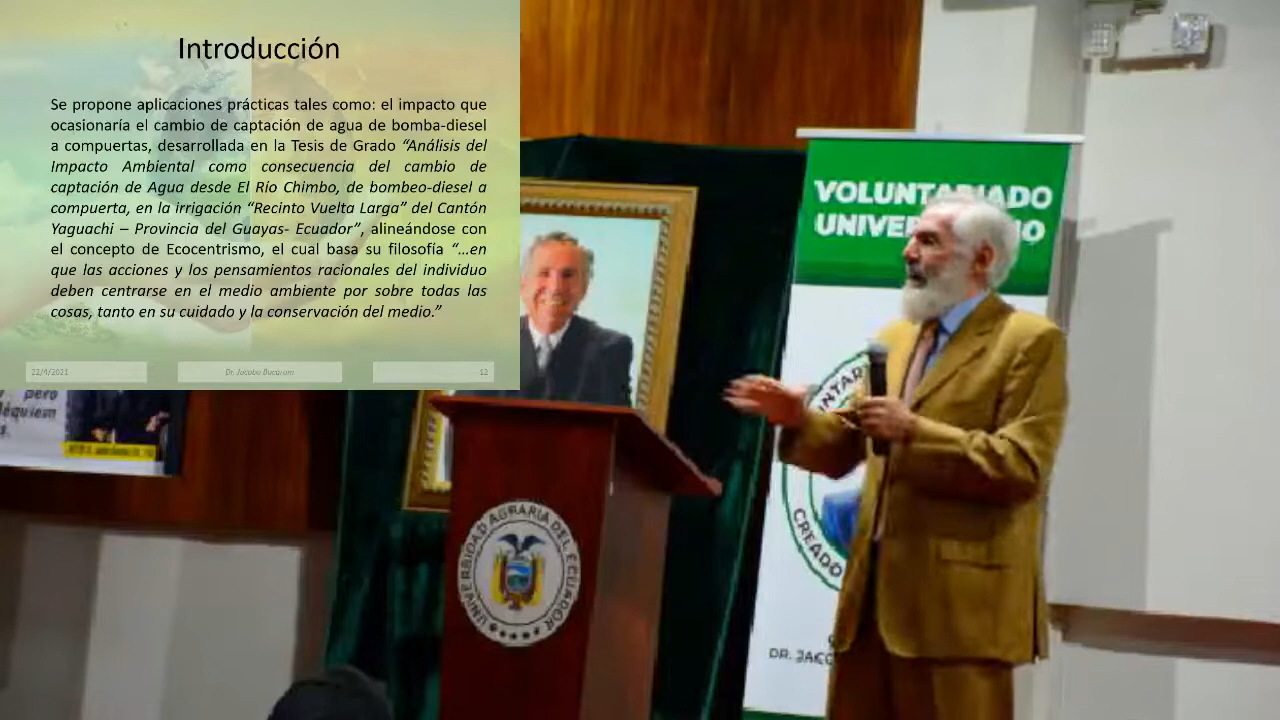 Introducción
Se propone aplicaciones prácticas tales como: el impacto que
ocasionaría el cambio de captación de agua de bomba-diesel
a compuertas, desarrollada en la Tesis de Grado “Análisis del
Impacto Ambiental como consecuencia del cambio de
captación de Agua desde El Río Chimbo, de bombeo-diesel a
compuerta, en la irrigación “Recinto Vuelta Larga” del Cantón
Yaguachi – Provincia del Guayas- Ecuador”, alineándose con
el concepto de Ecocentrismo, el cual basa su filosofía “…en
que las acciones y los pensamientos racionales del individuo
deben centrarse en el medio ambiente por sobre todas las
cosas, tanto en su cuidado y la conservación del medio.”
22/4/2021
Dr. Jacobo Bucaram
12
pero
VOLUNTARIADO
CREADO
DR.
UNIVERSIDAD AGRARIA DEL ECUADOR